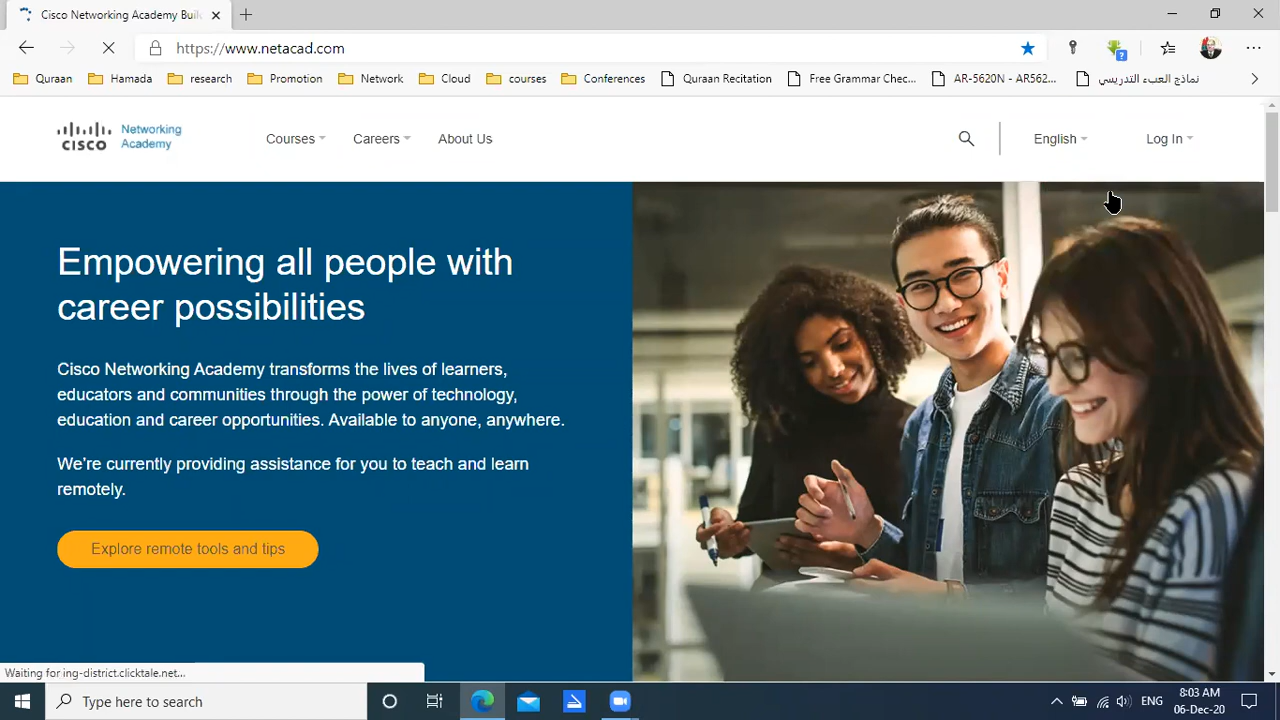 Cisco Networking Academy Buil
https://www.netacad.com
Quraan Hamada research Promotion Network Cloud courses Conferences Quraan Recitation Free Grammar Chec... AR-5620N - AR562... نماذج العبء التدريسي
cisco Networking Academy
Courses Careers About Us English Log In
Empowering all people with
career possibilities
Cisco Networking Academy transforms the lives of learners,
educators and communities through the power of technology,
education and career opportunities. Available to anyone, anywhere.
We're currently providing assistance for you to teach and learn
remotely.
Explore remote tools and tips
Waiting for ing-district.clicktale.net...
Type here to search
ENG
8:03 AM
06-Dec-20